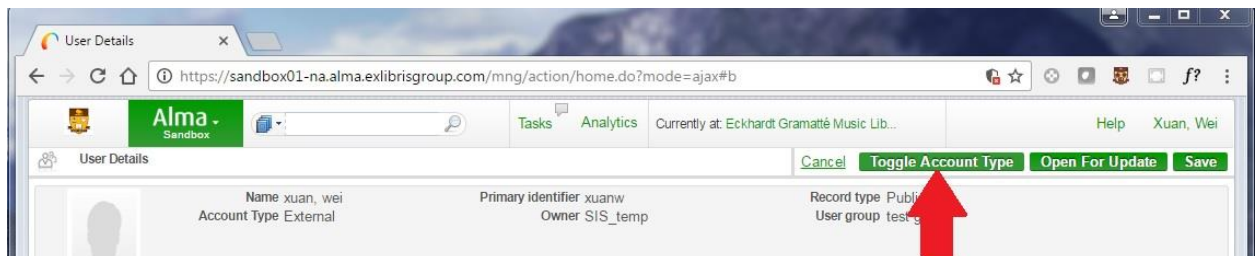 User Details
https://sandbox01-na.alma.exlibrisgroup.com/mng/action/home.do?mode=ajax#b
f?
Alma
Sandbox
Tasks Analytics Currently at: Eckhardt Gramatté Music Lib... Help Xuan, Wei
User Details Cancel Toggle Account Type Open For Update Save
Name xuan, wei Primary identifier xuanw Record type
Account Type External Owner SIS_temp User group test